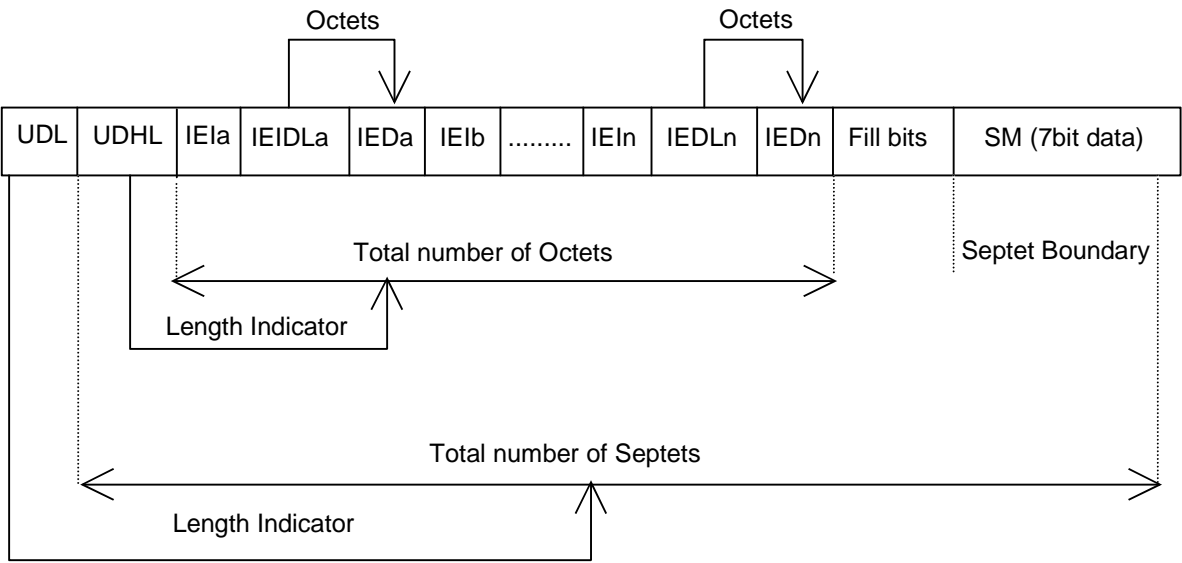 Octets Octets
UDL UDHL IEIa IEIDLa IEDa IEIb ......... IEIn IEDLn IEDn Fill bits SM (7bit data)
Total number of Octets
Septet Boundary
Length Indicator
Total number of Septets
Length Indicator